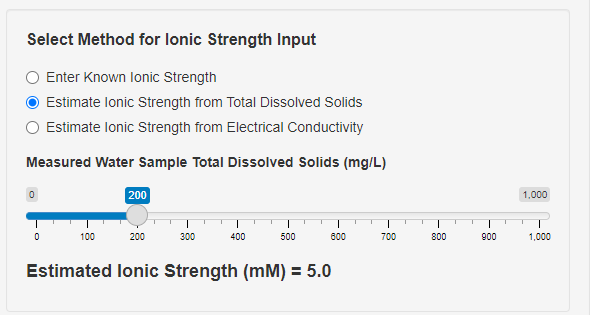 Select Method for Ionic Strength Input
Enter Known Ionic Strength
Estimate Ionic Strength from Total Dissolved Solids
Estimate Ionic Strength from Electrical Conductivity
Measured Water Sample Total Dissolved Solids (mg/L)
0 200 1,000
0 100 200 300 400 500 600 700 800 900 1,000
Estimated Ionic Strength (mM) = 5.0